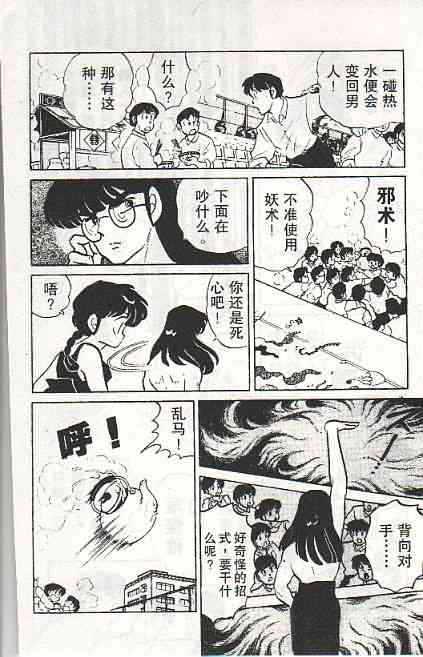 一碰热
水便会
变回男
人！
什么？
那有这
种……
邪术！
不准使用
妖术！
下面在
吵什么。
你还是死
心吧！
唔？
背向对
手……
好奇怪的招
式，要干什
么呢？
乱马！
呼！